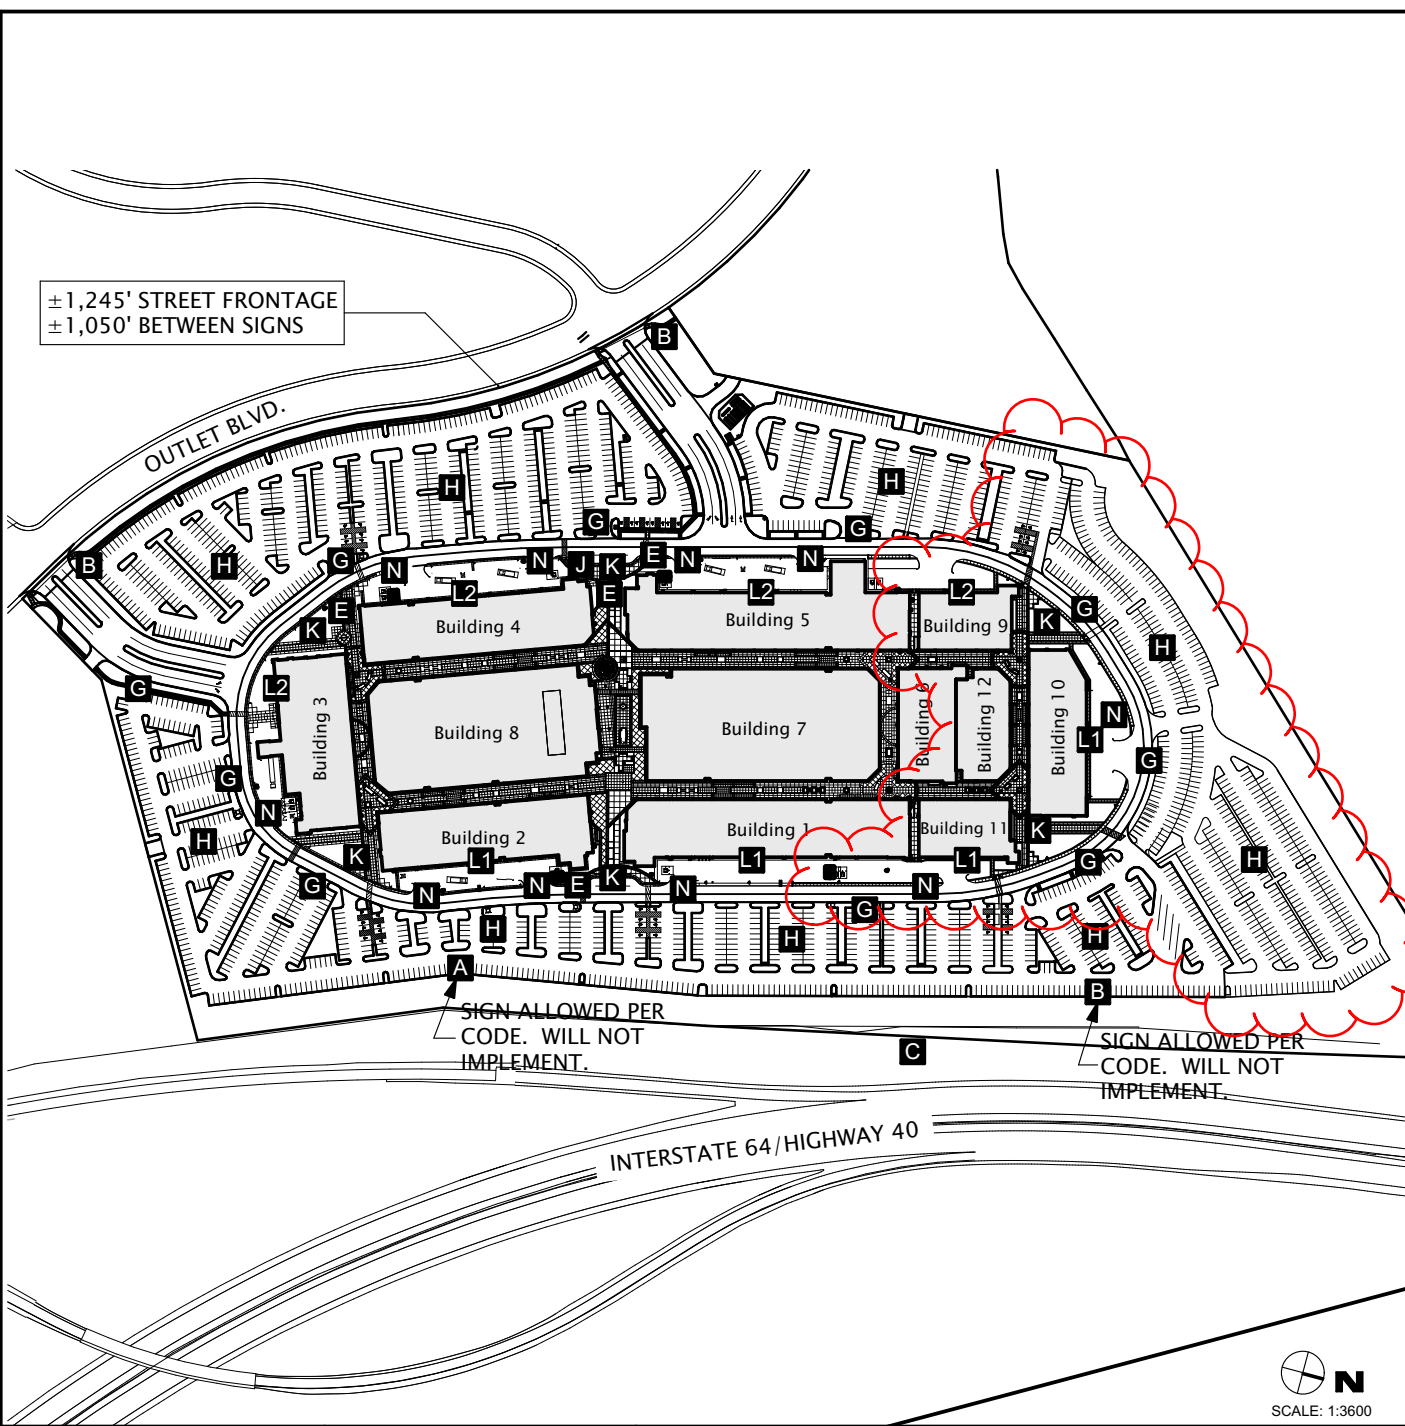 ±1,245' STREET FRONTAGE
±1,050' BETWEEN SIGNS
B
OUTLET BLVD.
H
H
G
G
B
G
H
N
N
J
K
E
N
N
L2
E
L2
L2
G
E
K
K
Building 4
Building 5
Building 9
H
G
L2
Building 3
Building 8
Building 7
Building 6
Building 12
Building 10
N
L1
G
G
N
H
Building 2
Building 1
Building 11
K
K
L1
L1
L1
G
G
H
N
N
E
K
N
N
G
H
H
H
A
B
SIGN ALLOWED PER
CODE. WILL NOT
IMPLEMENT.
C
SIGN ALLOWED PER
CODE. WILL NOT
IMPLEMENT.
INTERSTATE 64/HIGHWAY 40
N
SCALE: 1:3600